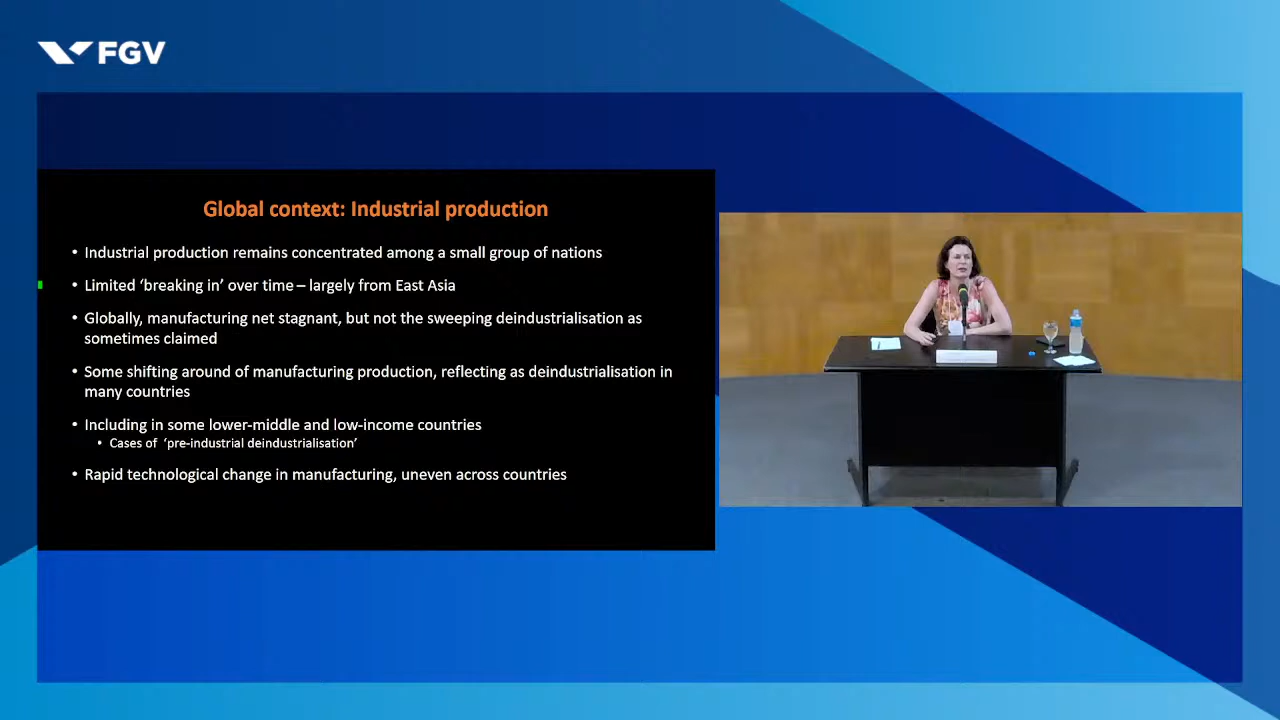 FGV
Global context: Industrial production
• Industrial production remains concentrated among a small group of nations
• Limited ‘breaking in’ over time – largely from East Asia
• Globally, manufacturing net stagnant, but not the sweeping deindustrialisation as
sometimes claimed
• Some shifting around of manufacturing production, reflecting as deindustrialisation in
many countries
• Including in some lower-middle and low-income countries
• Cases of ‘pre-industrial deindustrialisation’
• Rapid technological change in manufacturing, uneven across countries